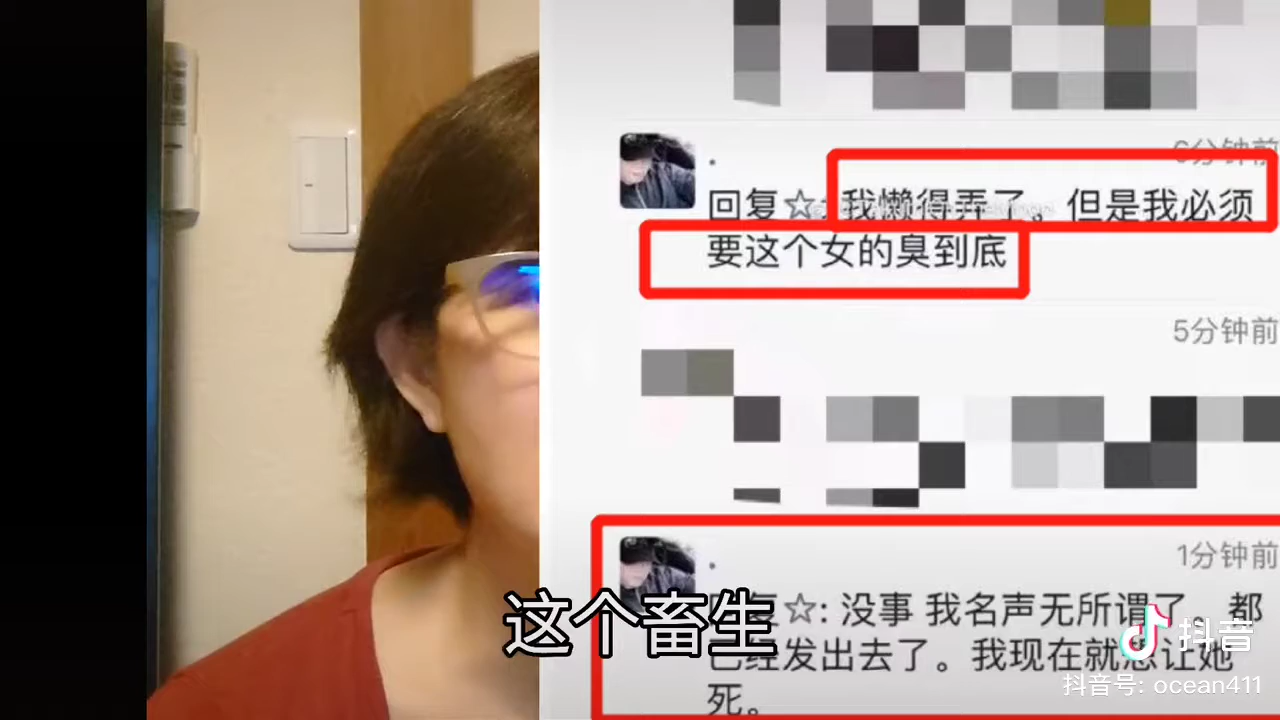 6分钟前
回复☆: 我懒得弄了。但是我必须
要这个女的臭到底
5分钟前
1分钟前
回复☆: 没事 我名声无所谓了。都
已经发出去了。我现在就想让她
死。
这个畜生
抖音
抖音号: ocean411